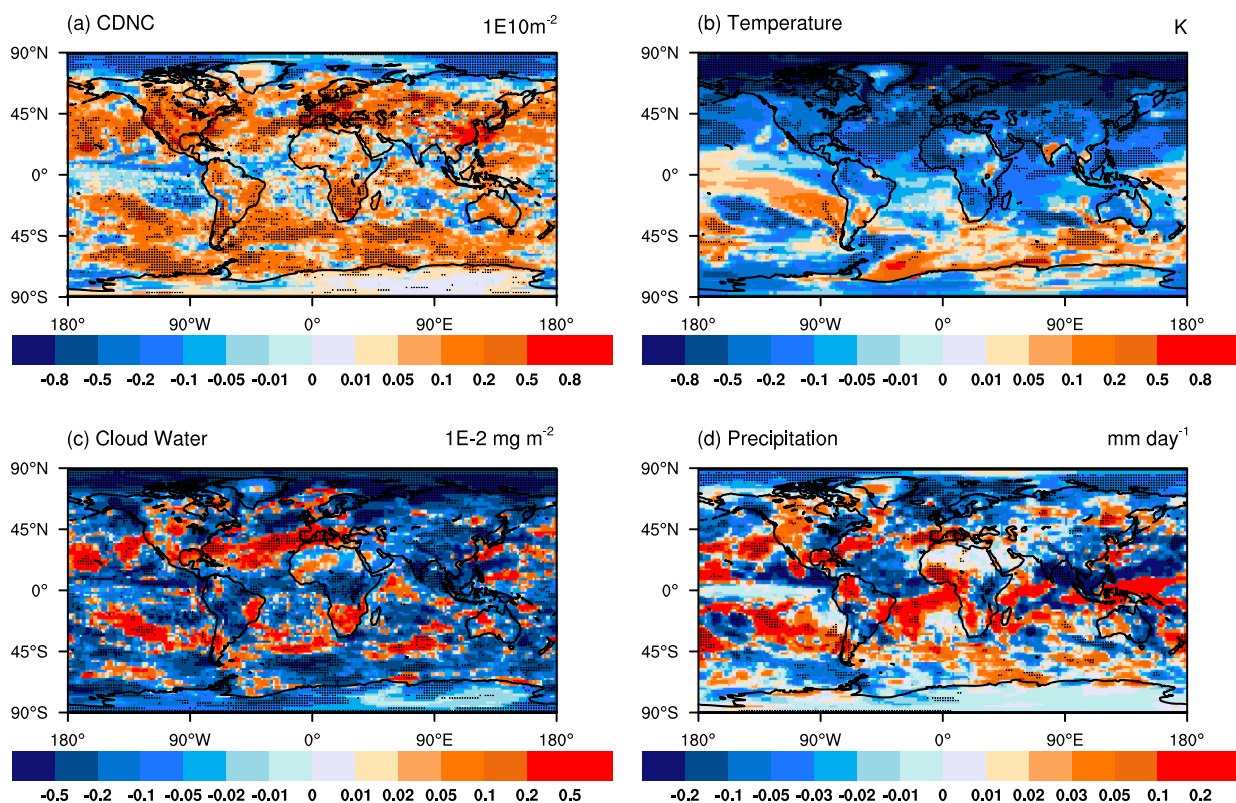 (a) CDNC 1E10m-2
90°N
45°N
0°
45°S
90°S
180° 90°W 0° 90°E 180°
-0.8 -0.5 -0.2 -0.1 -0.05 -0.01 0 0.01 0.05 0.1 0.2 0.5 0.8
(b) Temperature K
90°N
45°N
0°
45°S
90°S
180° 90°W 0° 90°E 180°
-0.8 -0.5 -0.2 -0.1 -0.05 -0.01 0 0.01 0.05 0.1 0.2 0.5 0.8
(c) Cloud Water 1E-2 mg m-2
90°N
45°N
0°
45°S
90°S
180° 90°W 0° 90°E 180°
-0.5 -0.2 -0.1 -0.05 -0.02 -0.01 0 0.01 0.02 0.05 0.1 0.2 0.5
(d) Precipitation mm day-1
90°N
45°N
0°
45°S
90°S
180° 90°W 0° 90°E 180°
-0.2 -0.1 -0.05 -0.03 -0.02 -0.01 0 0.01 0.02 0.03 0.05 0.1 0.2